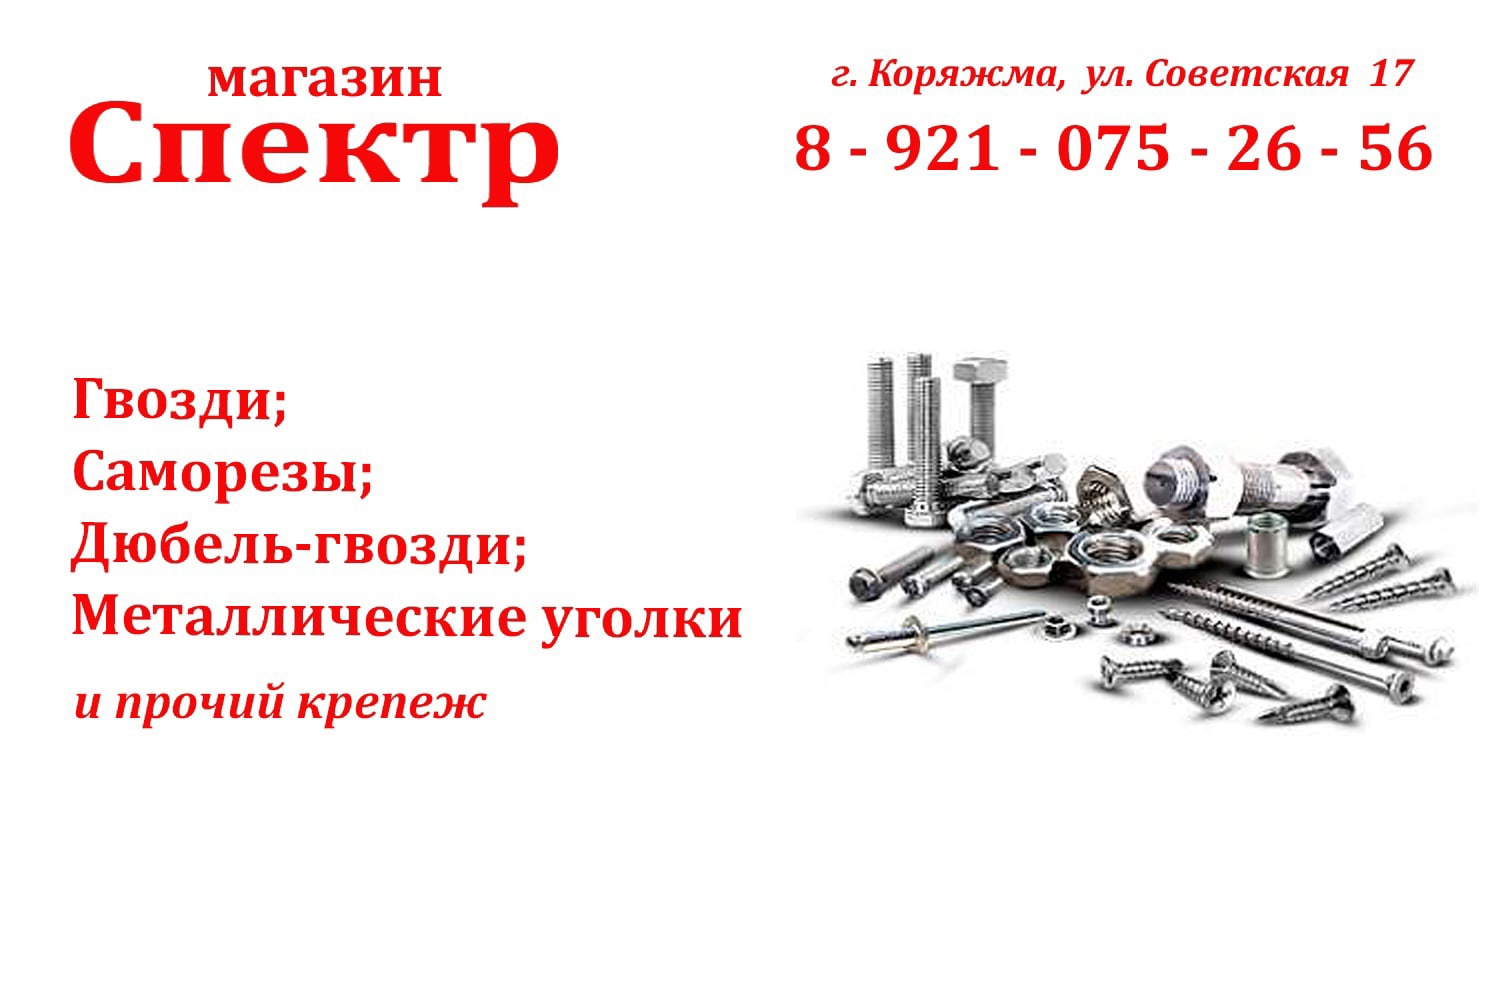 магазин
Спектр
г. Коряжма, ул. Советская 17
8 - 921 - 075 - 26 - 56
Гвозди;
Саморезы;
Дюбель-гвозди;
Металлические уголки
и прочий крепеж